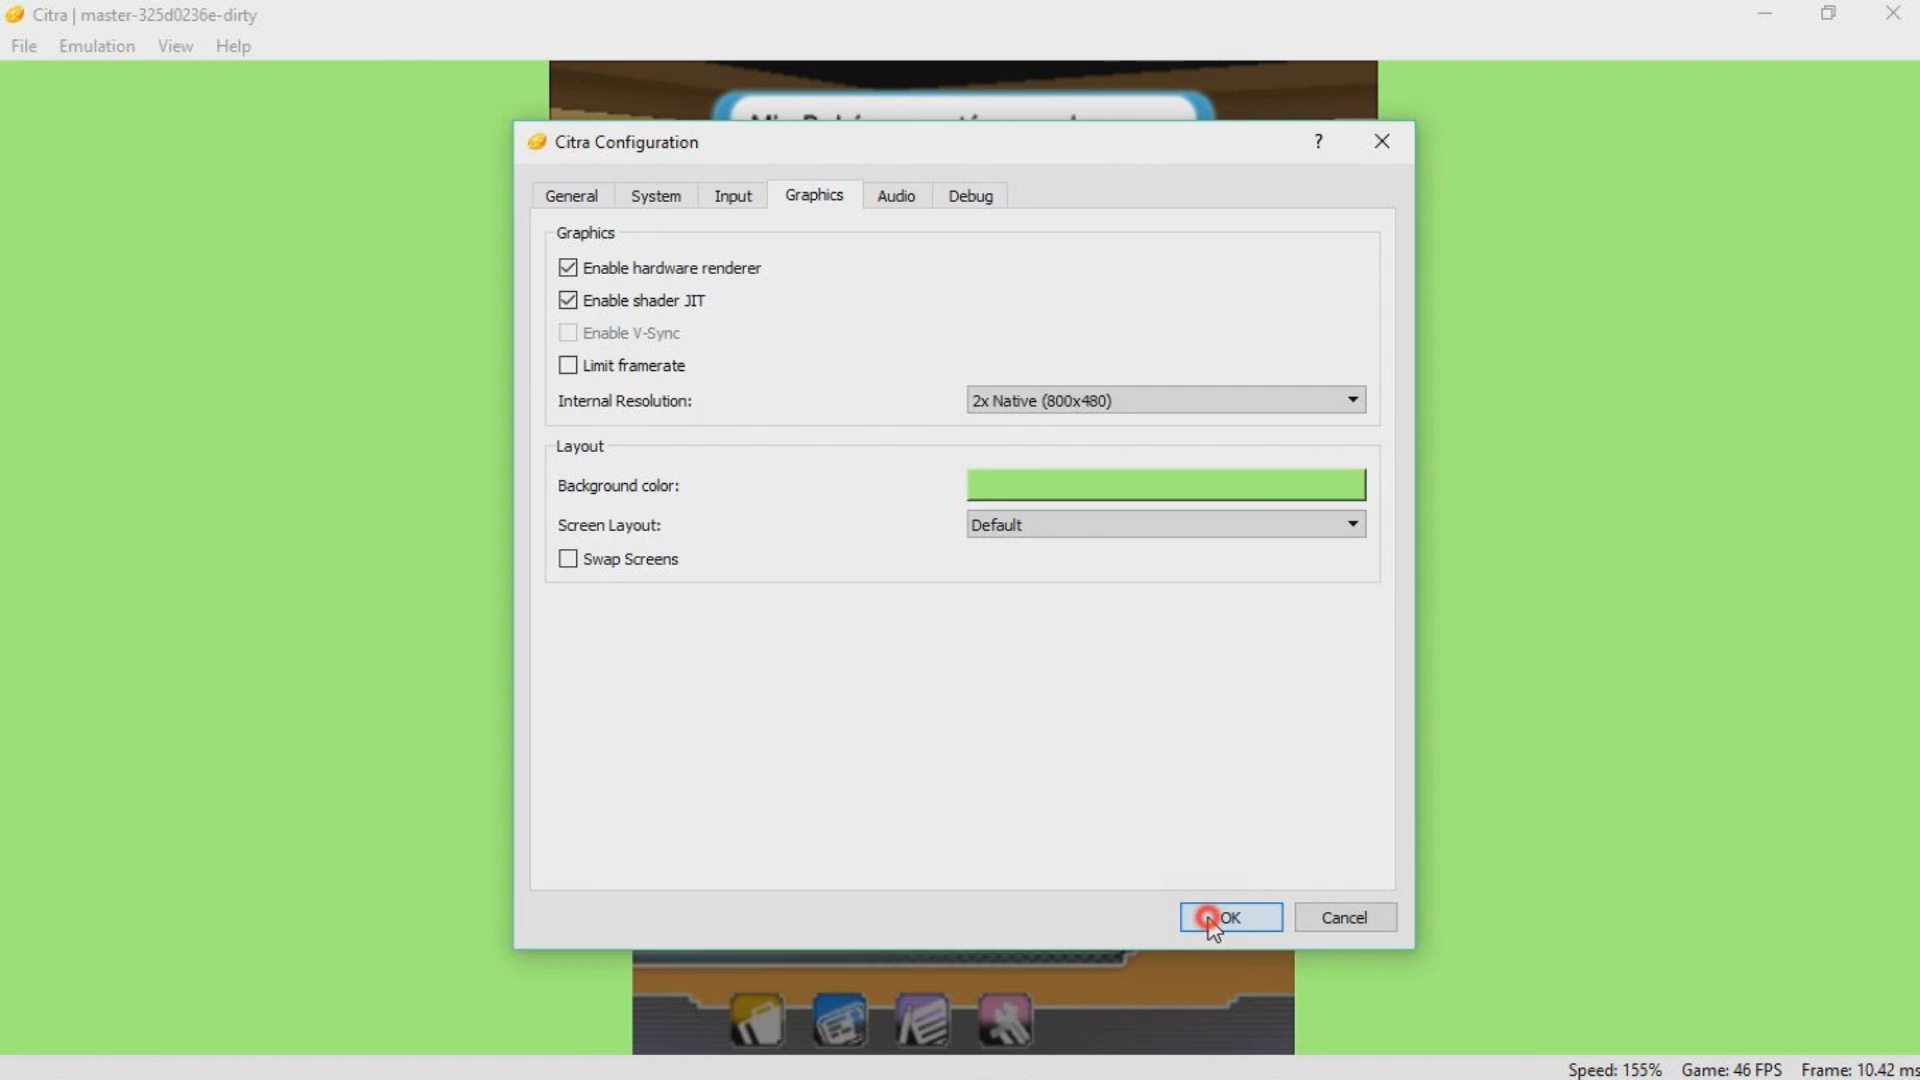 Citra | master-325d0236e-dirty
File Emulation View Help
Citra Configuration
?
General System Input Graphics Audio Debug
Graphics
Enable hardware renderer
Enable shader JIT
Enable V-Sync
Limit framerate
Internal Resolution: 2x Native (800x480)
Layout
Background color:
Screen Layout: Default
Swap Screens
OK Cancel
Speed: 155% Game: 46 FPS Frame: 10.42 ms